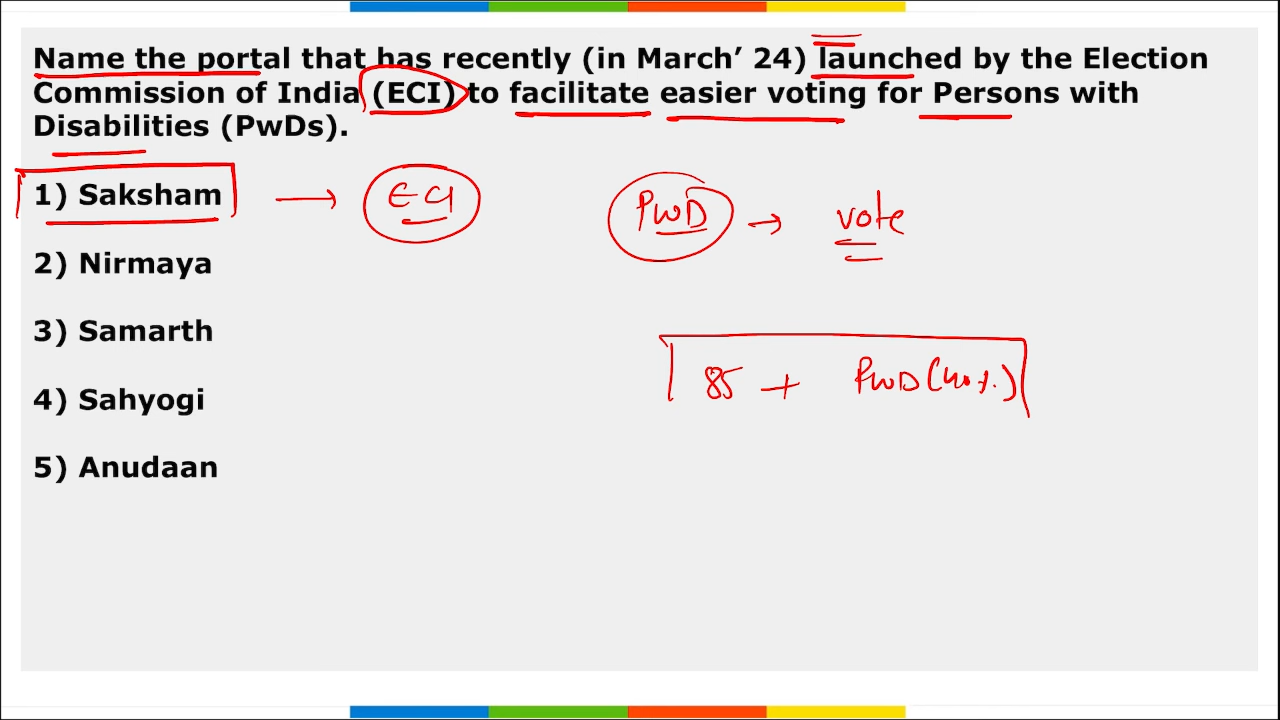 Name the portal that has recently (in March’ 24) launched by the Election
Commission of India (ECI) to facilitate easier voting for Persons with
Disabilities (PwDs).
1) Saksham → ECI PWD → vote
2) Nirmaya
3) Samarth
85 + PWD (40%)
4) Sahyogi
5) Anudaan